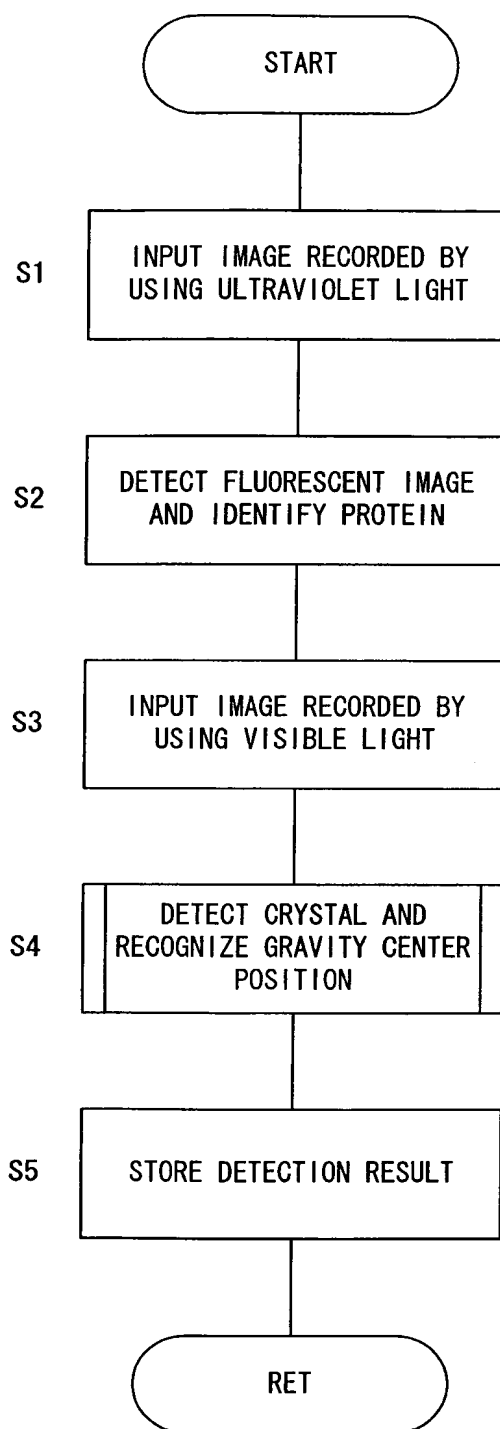 START
S1
INPUT IMAGE RECORDED BY
USING ULTRAVIOLET LIGHT
S2
DETECT FLUORESCENT IMAGE
AND IDENTIFY PROTEIN
S3
INPUT IMAGE RECORDED BY
USING VISIBLE LIGHT
S4
DETECT CRYSTAL AND
RECOGNIZE GRAVITY CENTER
POSITION
S5
STORE DETECTION RESULT
RET